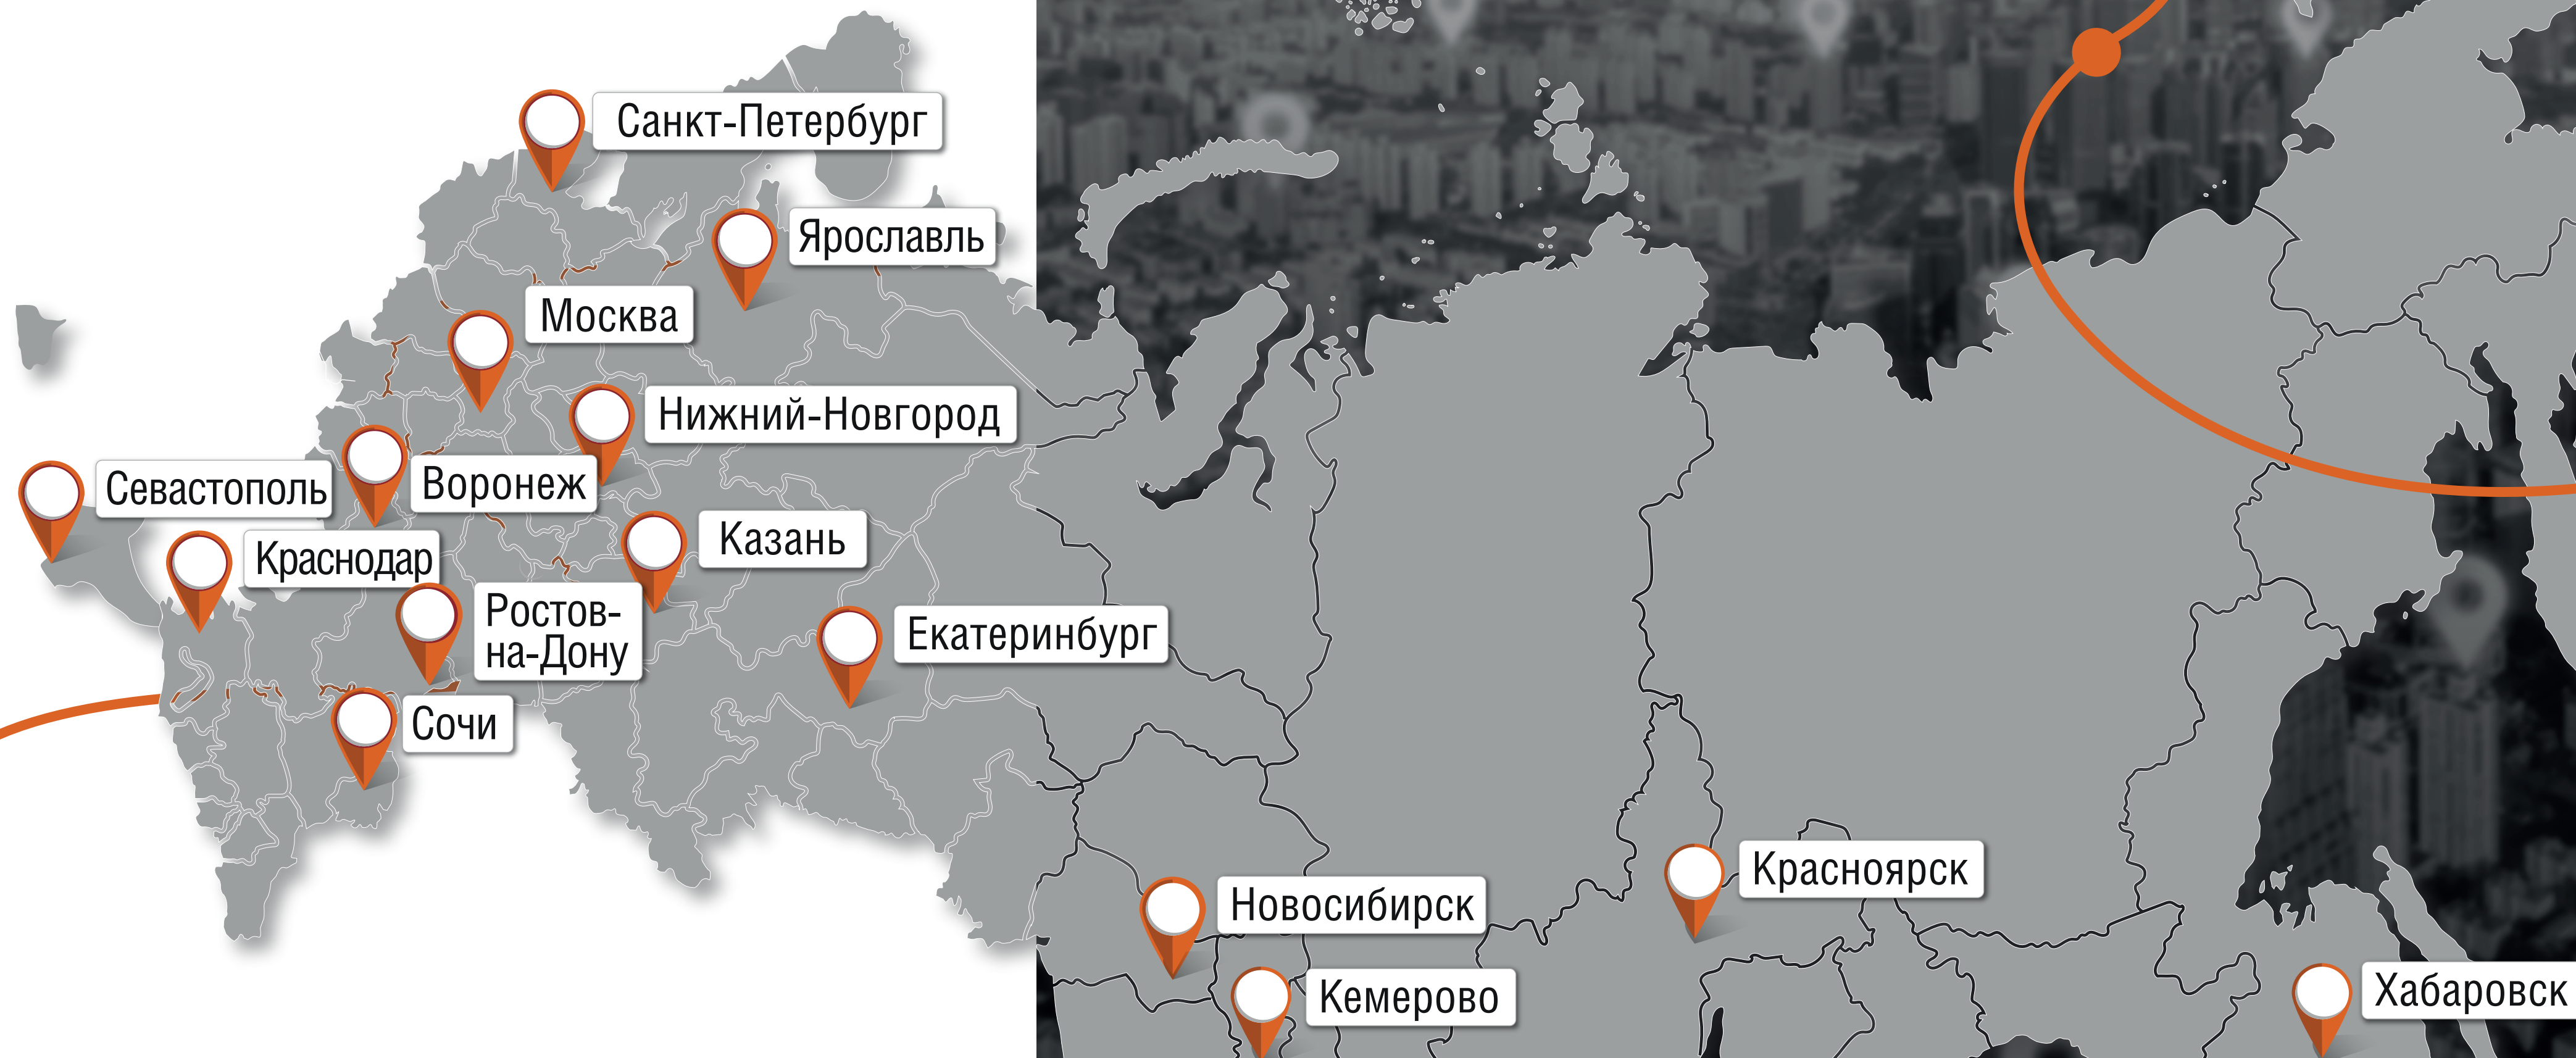 Санкт-Петербург
Ярославль
Москва
Нижний-Новгород
Севастополь
Воронеж
Краснодар
Казань
Ростов-
на-Дону
Екатеринбург
Сочи
Красноярск
Новосибирск
Кемерово
Хабаровск